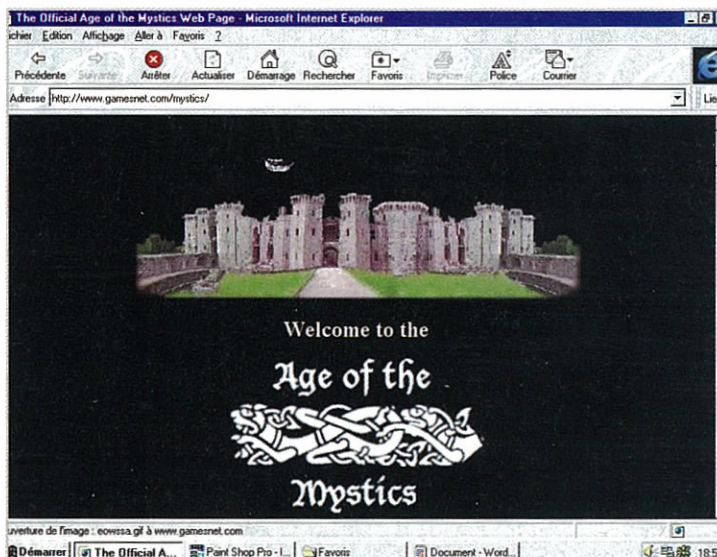 The Official Age of the Mystics Web Page - Microsoft Internet Explorer
ichier Edition Affichage Aller à Favoris ?
Précédente Suivante Arrêter Actualiser Démarrage Rechercher Favoris Imprimer Police Courrier
Adresse http://www.gamesnet.com/mystics/ Lie
Welcome to the
Age of the
Mystics
uverture de l'image : eowssa.gif à www.gamesnet.com
Démarrer The Official A... Paint Shop Pro - I... Favoris Document - Word...